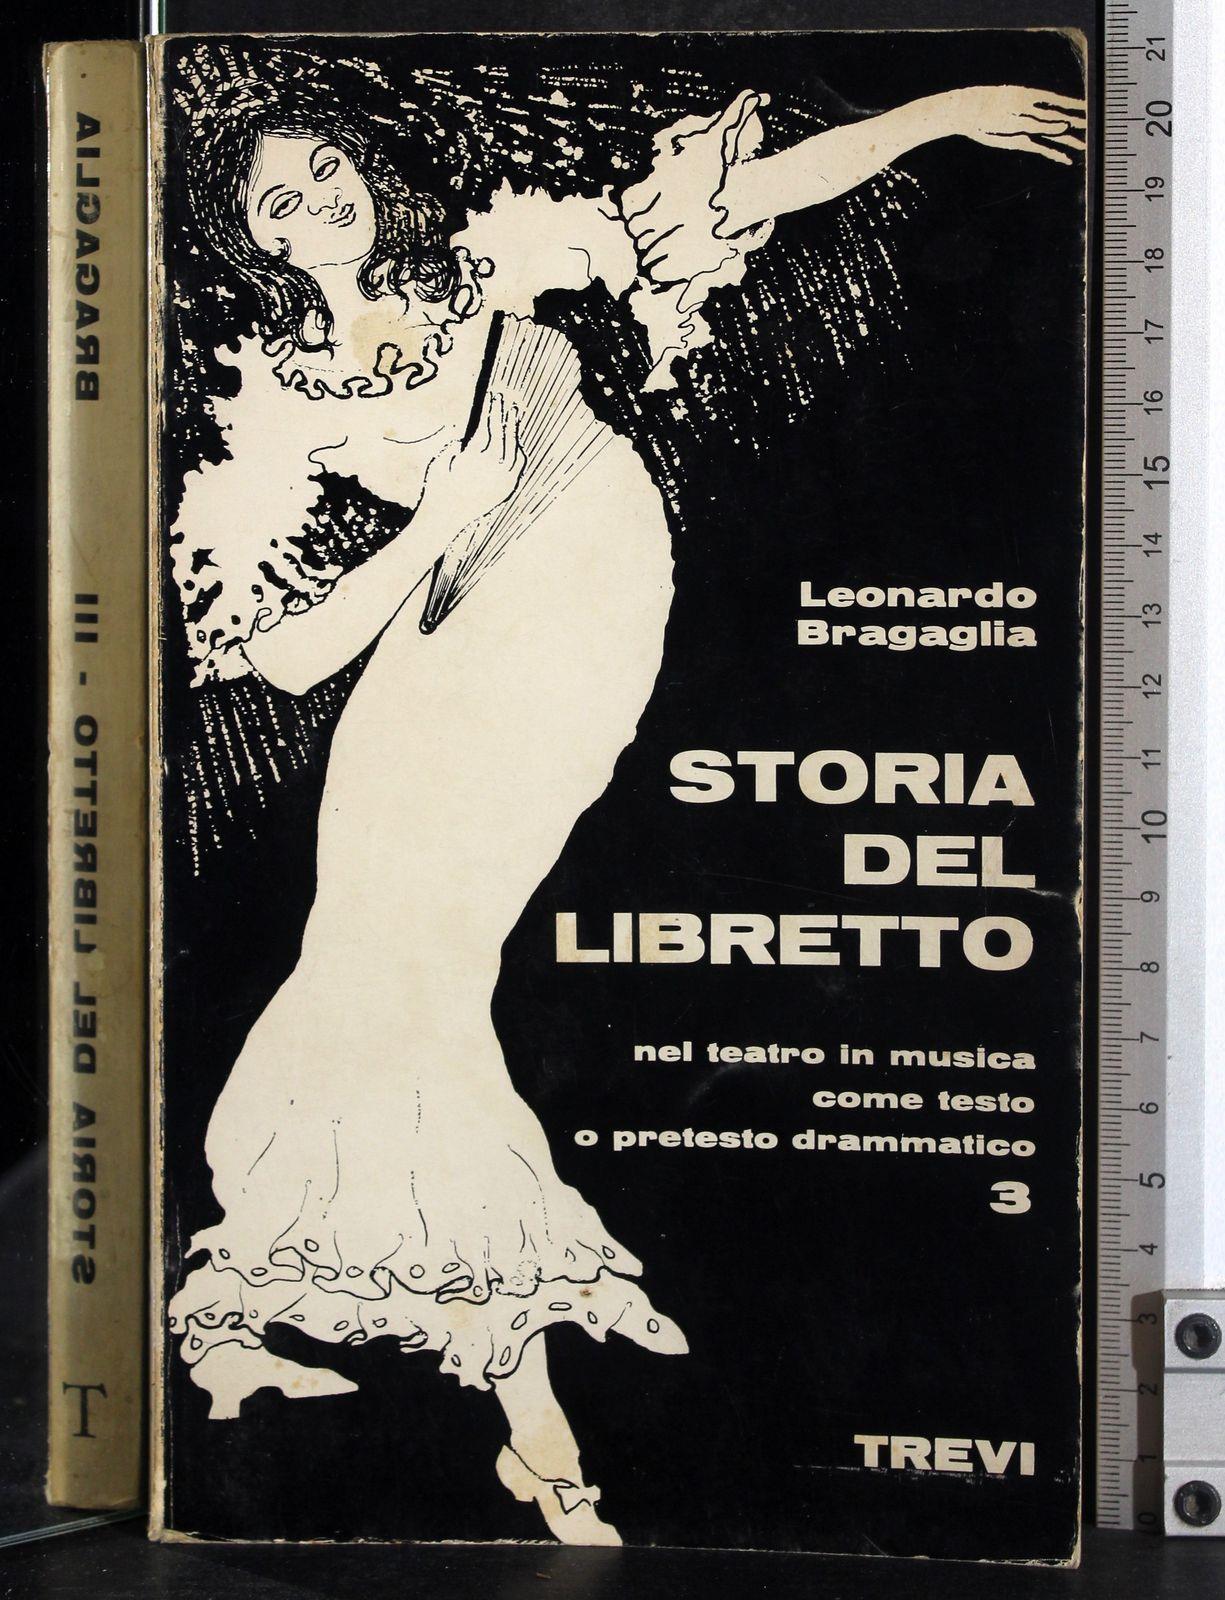 BRAGAGLIA
STORIA DEL LIBRETTO - III
T
Leonardo
Bragaglia
STORIA
DEL
LIBRETTO
nel teatro in musica
come testo
o pretesto drammatico
3
TREVI
21
20
19
18
17
16
15
14
13
12
11
10
9
8
7
6
5
4
3
2
1
0